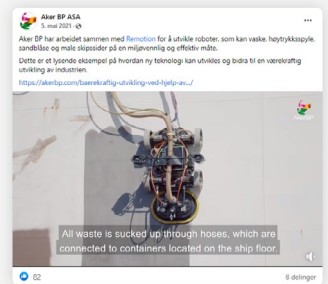 Aker BP ASA
5. mai 2021
Aker BP har arbeidet sammen med Remotion for å utvikle roboter, som kan vaske, høytrykksspyle,
sandblåse og male skipssider på en miljøvennlig og effektiv måte.
Dette er et lysende eksempel på hvordan ny teknologi kan utvikles og bidra til en bærekraftig
utvikling av industrien.
https://akerbp.com/baerekraftig-utvikling-ved-hjelp-av.../
AkerBP
All waste is sucked up through hoses, which are
connected to containers located on the ship floor.
62
8 delinger